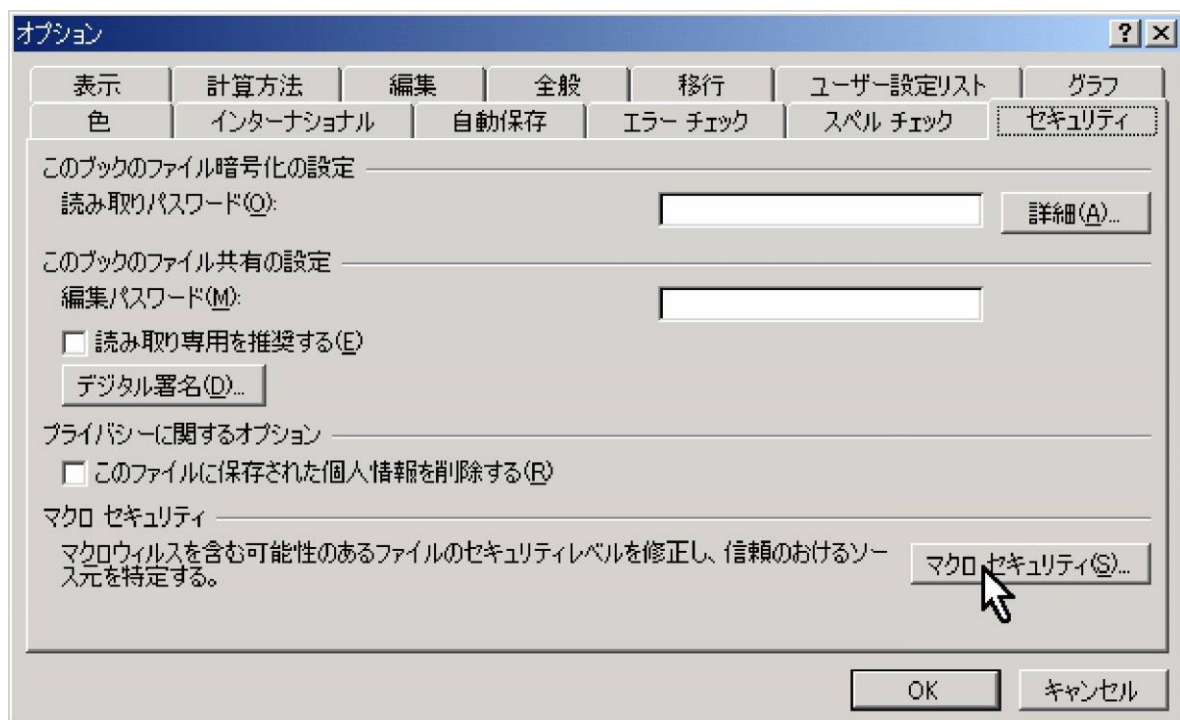 オプション
表示 計算方法 編集 全般 移行 ユーザー設定リスト グラフ
色 インターナショナル 自動保存 エラー チェック スペル チェック セキュリティ
このブックのファイル暗号化の設定
読み取りパスワード(O): 詳細(A)...
このブックのファイル共有の設定
編集パスワード(M):
読み取り専用を推奨する(E)
デジタル署名(D)...
プライバシーに関するオプション
このファイルに保存された個人情報を削除する(R)
マクロ セキュリティ
マクロウィルスを含む可能性のあるファイルのセキュリティレベルを修正し、信頼のおけるソー
ス元を特定する。
マクロ セキュリティ(S)...
OK キャンセル